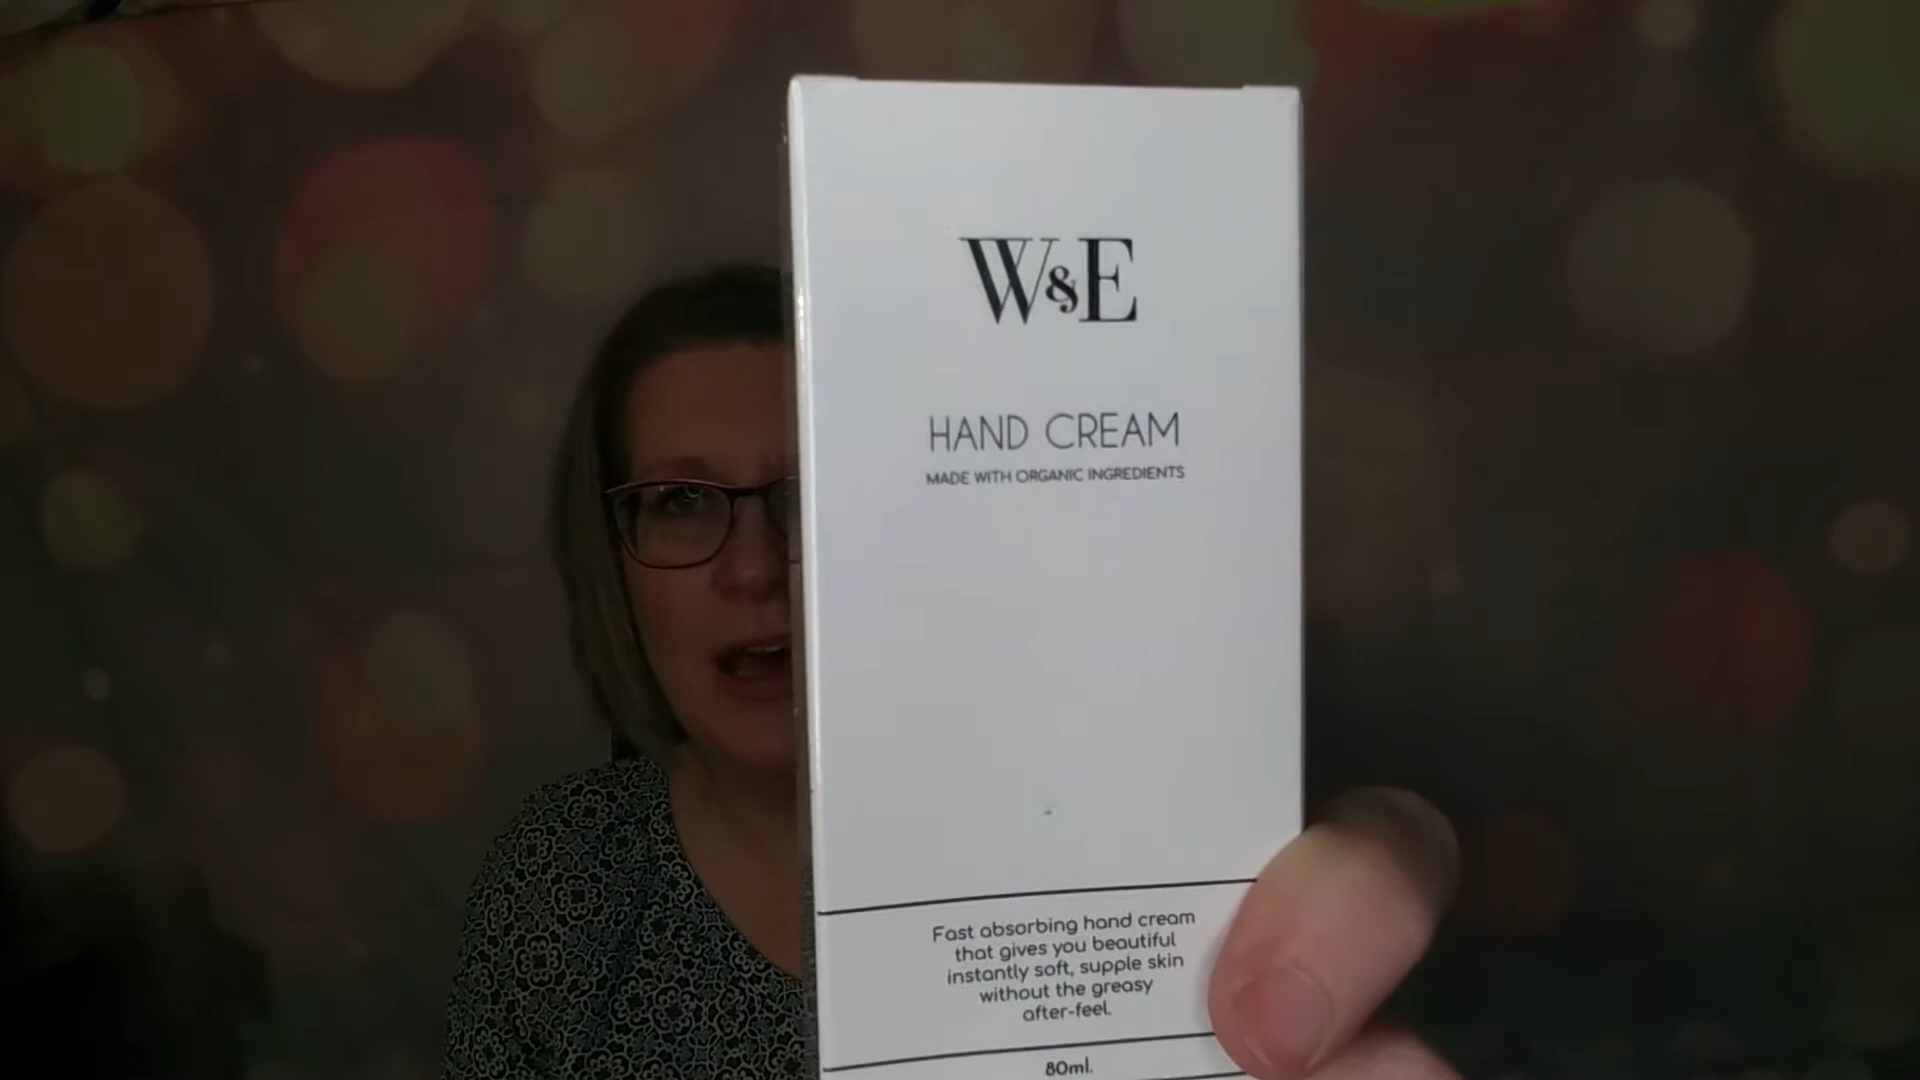 W&E
HAND CREAM
MADE WITH ORGANIC INGREDIENTS
Fast absorbing hand cream
that gives you beautiful
instantly soft, supple skin
without the greasy
after-feel.
80ml.